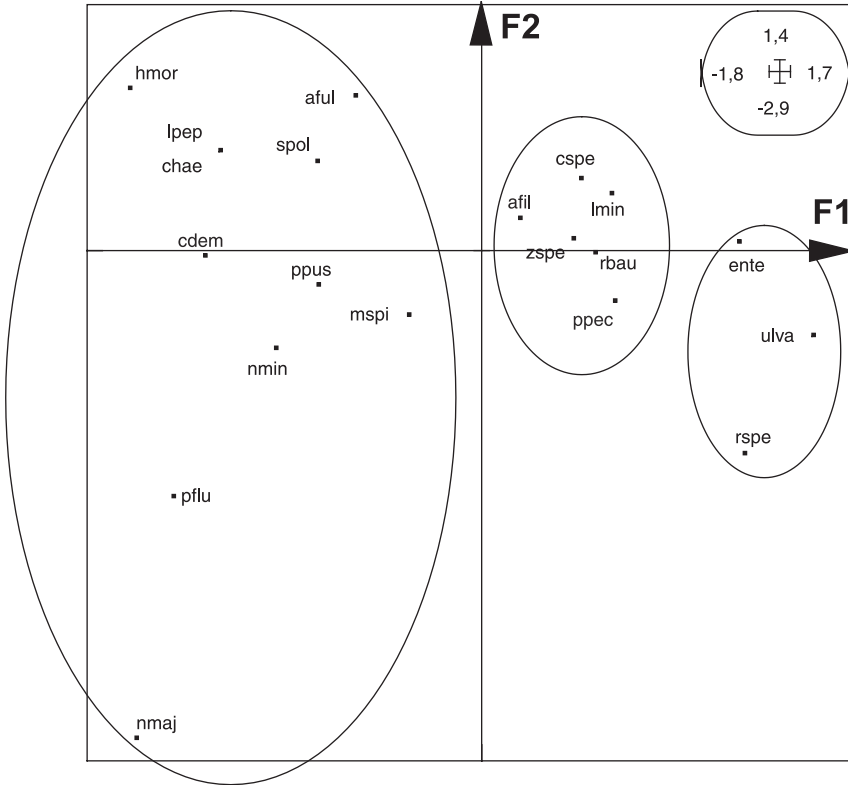 F2
1,4
-1,8
1,7
-2,9
hmor
aful
lpep
chae
spol
cspe
afil
lmin
F1
cdem
zspe
rbau
ente
ppus
mspi
ppec
ulva
nmin
rspe
pflu
nmaj